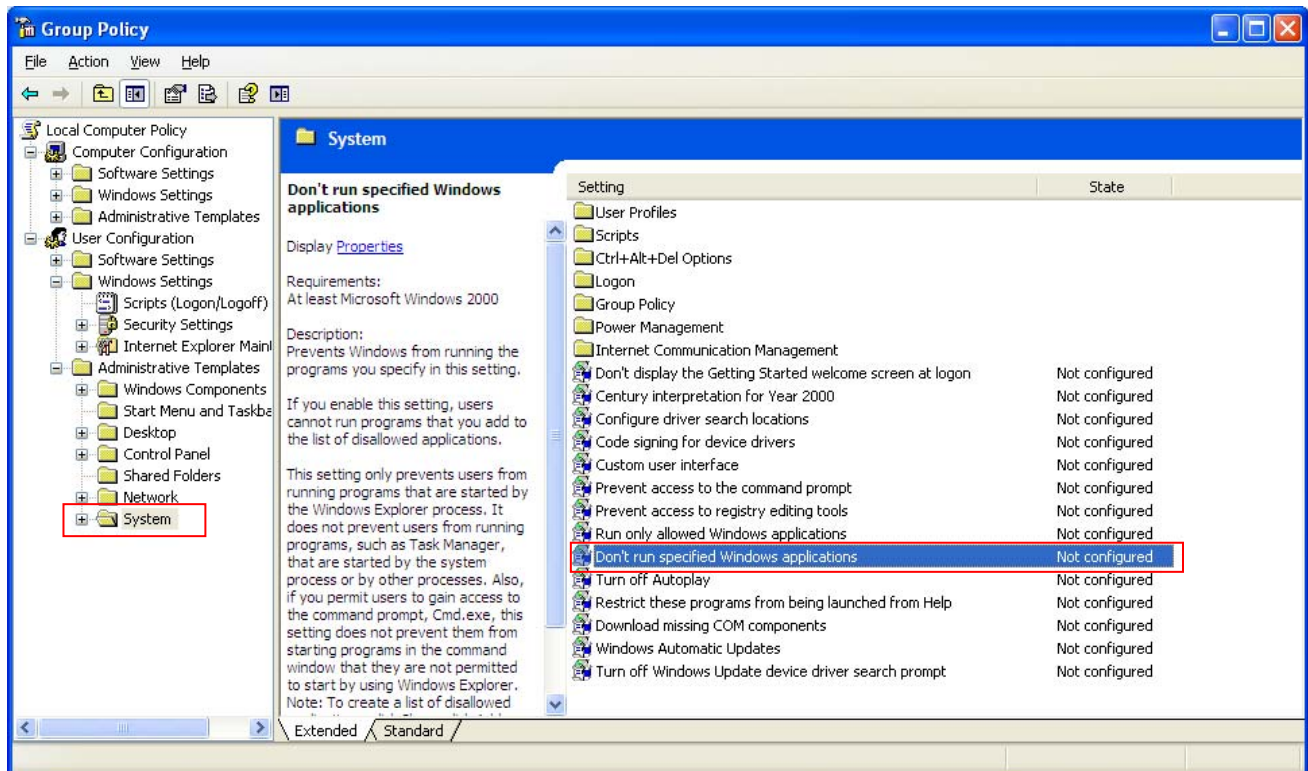 Group Policy
File Action View Help
Local Computer Policy
Computer Configuration
Software Settings
Windows Settings
Administrative Templates
User Configuration
Software Settings
Windows Settings
Scripts (Logon/Logoff)
Security Settings
Internet Explorer Main
Administrative Templates
Windows Components
Start Menu and Taskba
Desktop
Control Panel
Shared Folders
Network
System
System
Don't run specified Windows
applications
Display Properties
Requirements:
At least Microsoft Windows 2000
Description:
Prevents Windows from running the
programs you specify in this setting.
If you enable this setting, users
cannot run programs that you add to
the list of disallowed applications.
This setting only prevents users from
running programs that are started by
the Windows Explorer process. It
does not prevent users from running
programs, such as Task Manager,
that are started by the system
process or by other processes. Also,
if you permit users to gain access to
the command prompt, Cmd.exe, this
setting does not prevent them from
starting programs in the command
window that they are not permitted
to start by using Windows Explorer.
Note: To create a list of disallowed
Setting State
User Profiles
Scripts
Ctrl+Alt+Del Options
Logon
Group Policy
Power Management
Internet Communication Management
Don't display the Getting Started welcome screen at logon Not configured
Century interpretation for Year 2000 Not configured
Configure driver search locations Not configured
Code signing for device drivers Not configured
Custom user interface Not configured
Prevent access to the command prompt Not configured
Prevent access to registry editing tools Not configured
Run only allowed Windows applications Not configured
Don't run specified Windows applications Not configured
Turn off Autoplay Not configured
Restrict these programs from being launched from Help Not configured
Download missing COM components Not configured
Windows Automatic Updates Not configured
Turn off Windows Update device driver search prompt Not configured
Extended Standard